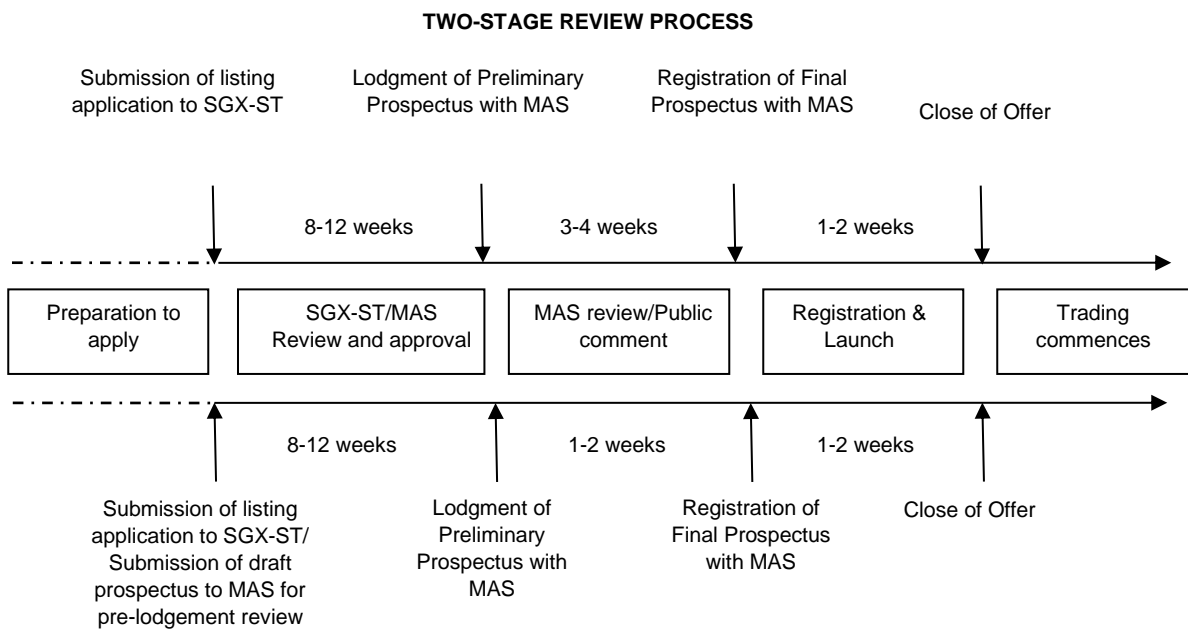 TWO-STAGE REVIEW PROCESS
Submission of listing
application to SGX-ST
Lodgment of Preliminary
Prospectus with MAS
Registration of Final
Prospectus with MAS
Close of Offer
8-12 weeks
3-4 weeks
1-2 weeks
Preparation to
apply
SGX-ST/MAS
Review and approval
MAS review/Public
comment
Registration &
Launch
Trading
commences
8-12 weeks
1-2 weeks
1-2 weeks
Submission of listing
application to SGX-ST/
Submission of draft
prospectus to MAS for
pre-lodgement review
Lodgment of
Preliminary
Prospectus with
MAS
Registration of
Final Prospectus
with MAS
Close of Offer